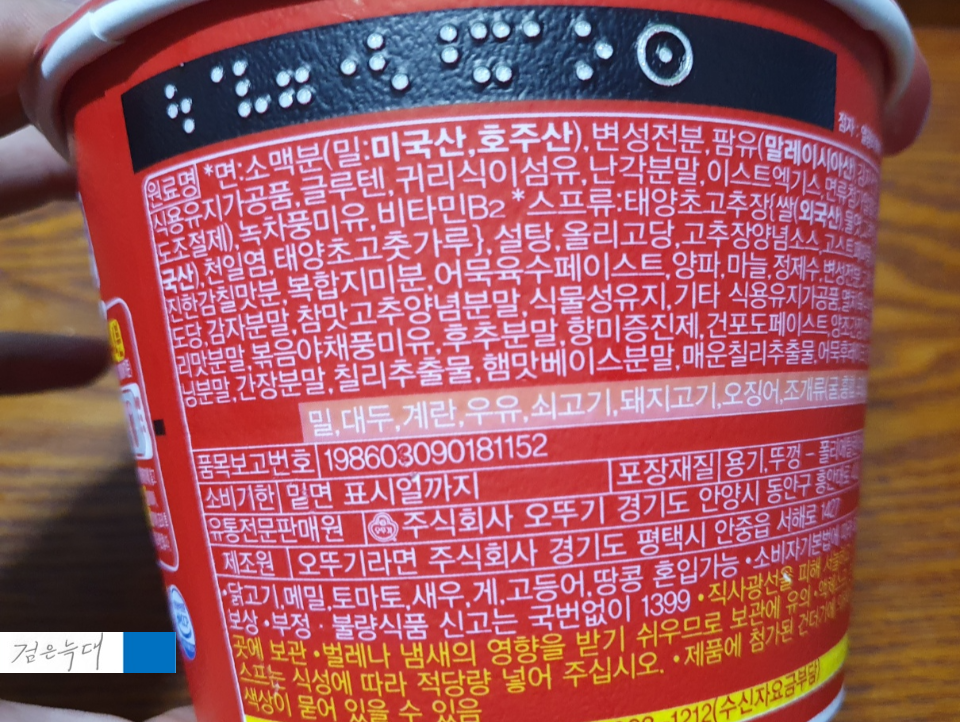 원료명 *면:소맥분(밀:미국산,호주산),변성전분,팜유(말레이시아산)
식용유지가공품,글루텐,귀리식이섬유,난각분말,이스트엑기스
도조절제),녹차풍미유,비타민B2 *스프류:태양초고추장{쌀(외국산)
국산),천일염,태양초고춧가루},설탕,올리고당,고추장양념소스
진한감칠맛분,복합지미분,어묵육수페이스트,양파,마늘,정제수
도당,감자분말,참맛고추양념분말,식물성유지,기타 식용유지가공품
리맛분말,볶음야채풍미유,후추분말,향미증진제,건포도페이스트
닝분말,간장분말,칠리추출물,햄맛베이스분말,매운칠리추출물
밀,대두,계란,우유,쇠고기,돼지고기,오징어,조개류(굴,홍합
품목보고번호 198603090181152
포장재질 용기,뚜껑 -
소비기한 밑면 표시일까지
유통전문판매원 주식회사 오뚜기 경기도 안양시 동안구
제조원 오뚜기라면 주식회사 경기도 평택시 안중읍 서해로 1427
•닭고기,메밀,토마토,새우,게,고등어,땅콩 혼입가능 •소비자기본법에
보상 •부정·불량식품 신고는 국번없이 1399 •직사광선을 피해
곳에 보관 •벌레나 냄새의 영향을 받기 쉬우므로 보관에 유의
스프는 식성에 따라 적당량 넣어 주십시오. •제품에 첨가된 건더기에
색상이 묻어 있을 수 있음
1212(수신자요금부담)
검은늑대